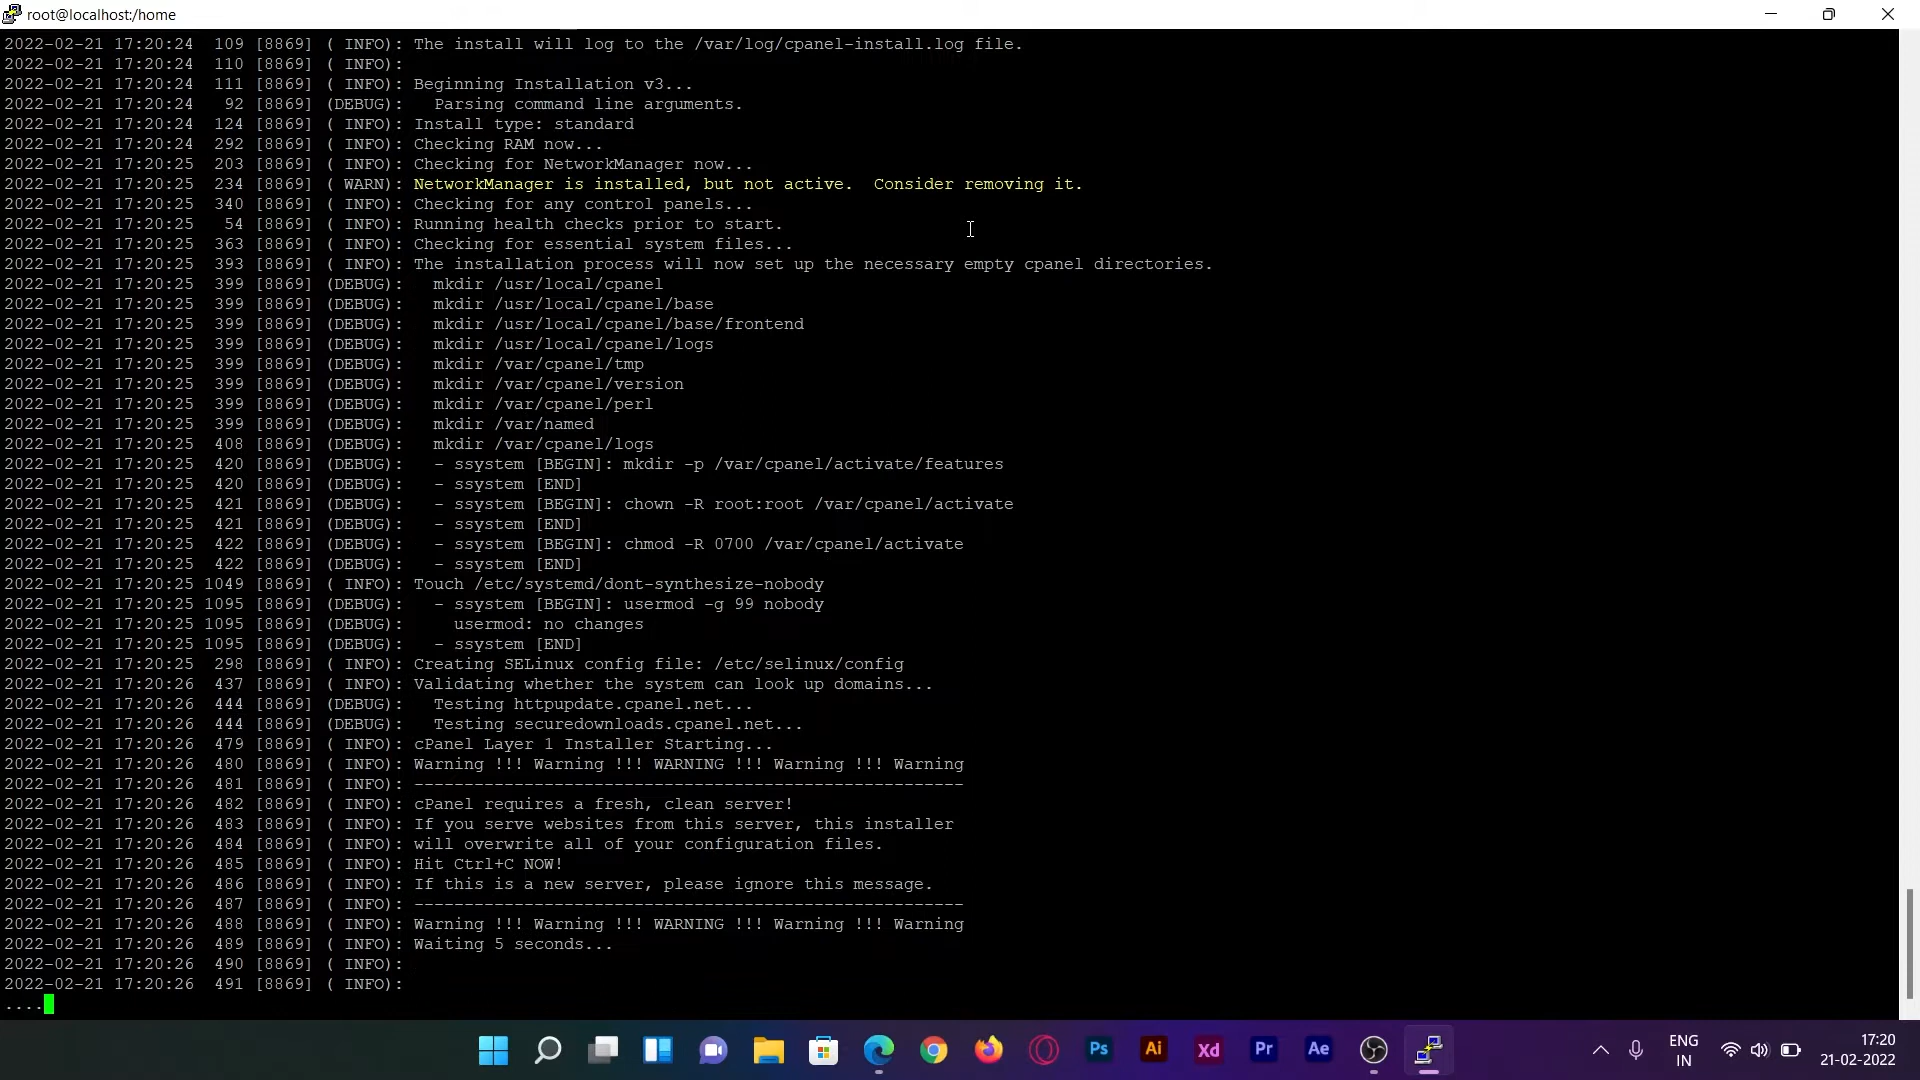 root@localhost:/home
2022-02-21 17:20:24  109 [8869] ( INFO): The install will log to the /var/log/cpanel-install.log file.
2022-02-21 17:20:24  110 [8869] ( INFO):
2022-02-21 17:20:24  111 [8869] ( INFO): Beginning Installation v3...
2022-02-21 17:20:24   92 [8869] (DEBUG):   Parsing command line arguments.
2022-02-21 17:20:24  124 [8869] ( INFO): Install type: standard
2022-02-21 17:20:24  292 [8869] ( INFO): Checking RAM now...
2022-02-21 17:20:25  203 [8869] ( INFO): Checking for NetworkManager now...
2022-02-21 17:20:25  234 [8869] ( WARN): NetworkManager is installed, but not active.  Consider removing it.
2022-02-21 17:20:25  340 [8869] ( INFO): Checking for any control panels...
2022-02-21 17:20:25   54 [8869] ( INFO): Running health checks prior to start.
2022-02-21 17:20:25  363 [8869] ( INFO): Checking for essential system files...
2022-02-21 17:20:25  393 [8869] ( INFO): The installation process will now set up the necessary empty cpanel directories.
2022-02-21 17:20:25  399 [8869] (DEBUG):   mkdir /usr/local/cpanel
2022-02-21 17:20:25  399 [8869] (DEBUG):   mkdir /usr/local/cpanel/base
2022-02-21 17:20:25  399 [8869] (DEBUG):   mkdir /usr/local/cpanel/base/frontend
2022-02-21 17:20:25  399 [8869] (DEBUG):   mkdir /usr/local/cpanel/logs
2022-02-21 17:20:25  399 [8869] (DEBUG):   mkdir /var/cpanel/tmp
2022-02-21 17:20:25  399 [8869] (DEBUG):   mkdir /var/cpanel/version
2022-02-21 17:20:25  399 [8869] (DEBUG):   mkdir /var/cpanel/perl
2022-02-21 17:20:25  399 [8869] (DEBUG):   mkdir /var/named
2022-02-21 17:20:25  408 [8869] (DEBUG):   mkdir /var/cpanel/logs
2022-02-21 17:20:25  420 [8869] (DEBUG):   - ssystem [BEGIN]: mkdir -p /var/cpanel/activate/features
2022-02-21 17:20:25  420 [8869] (DEBUG):   - ssystem [END]
2022-02-21 17:20:25  421 [8869] (DEBUG):   - ssystem [BEGIN]: chown -R root:root /var/cpanel/activate
2022-02-21 17:20:25  421 [8869] (DEBUG):   - ssystem [END]
2022-02-21 17:20:25  422 [8869] (DEBUG):   - ssystem [BEGIN]: chmod -R 0700 /var/cpanel/activate
2022-02-21 17:20:25  422 [8869] (DEBUG):   - ssystem [END]
2022-02-21 17:20:25 1049 [8869] ( INFO): Touch /etc/systemd/dont-synthesize-nobody
2022-02-21 17:20:25 1095 [8869] (DEBUG):   - ssystem [BEGIN]: usermod -g 99 nobody
2022-02-21 17:20:25 1095 [8869] (DEBUG):     usermod: no changes
2022-02-21 17:20:25 1095 [8869] (DEBUG):   - ssystem [END]
2022-02-21 17:20:25  298 [8869] ( INFO): Creating SELinux config file: /etc/selinux/config
2022-02-21 17:20:26  437 [8869] ( INFO): Validating whether the system can look up domains...
2022-02-21 17:20:26  444 [8869] (DEBUG):   Testing httpupdate.cpanel.net...
2022-02-21 17:20:26  444 [8869] (DEBUG):   Testing securedownloads.cpanel.net...
2022-02-21 17:20:26  479 [8869] ( INFO): cPanel Layer 1 Installer Starting...
2022-02-21 17:20:26  480 [8869] ( INFO): Warning !!! Warning !!! WARNING !!! Warning !!! Warning
2022-02-21 17:20:26  481 [8869] ( INFO): -------------------------------------------------------
2022-02-21 17:20:26  482 [8869] ( INFO): cPanel requires a fresh, clean server!
2022-02-21 17:20:26  483 [8869] ( INFO): If you serve websites from this server, this installer
2022-02-21 17:20:26  484 [8869] ( INFO): will overwrite all of your configuration files.
2022-02-21 17:20:26  485 [8869] ( INFO): Hit Ctrl+C NOW!
2022-02-21 17:20:26  486 [8869] ( INFO): If this is a new server, please ignore this message.
2022-02-21 17:20:26  487 [8869] ( INFO): -------------------------------------------------------
2022-02-21 17:20:26  488 [8869] ( INFO): Warning !!! Warning !!! WARNING !!! Warning !!! Warning
2022-02-21 17:20:26  489 [8869] ( INFO): Waiting 5 seconds...
2022-02-21 17:20:26  490 [8869] ( INFO):
2022-02-21 17:20:26  491 [8869] ( INFO):
....
Ps Ai Xd Pr Ae
ENG
IN
17:20
21-02-2022